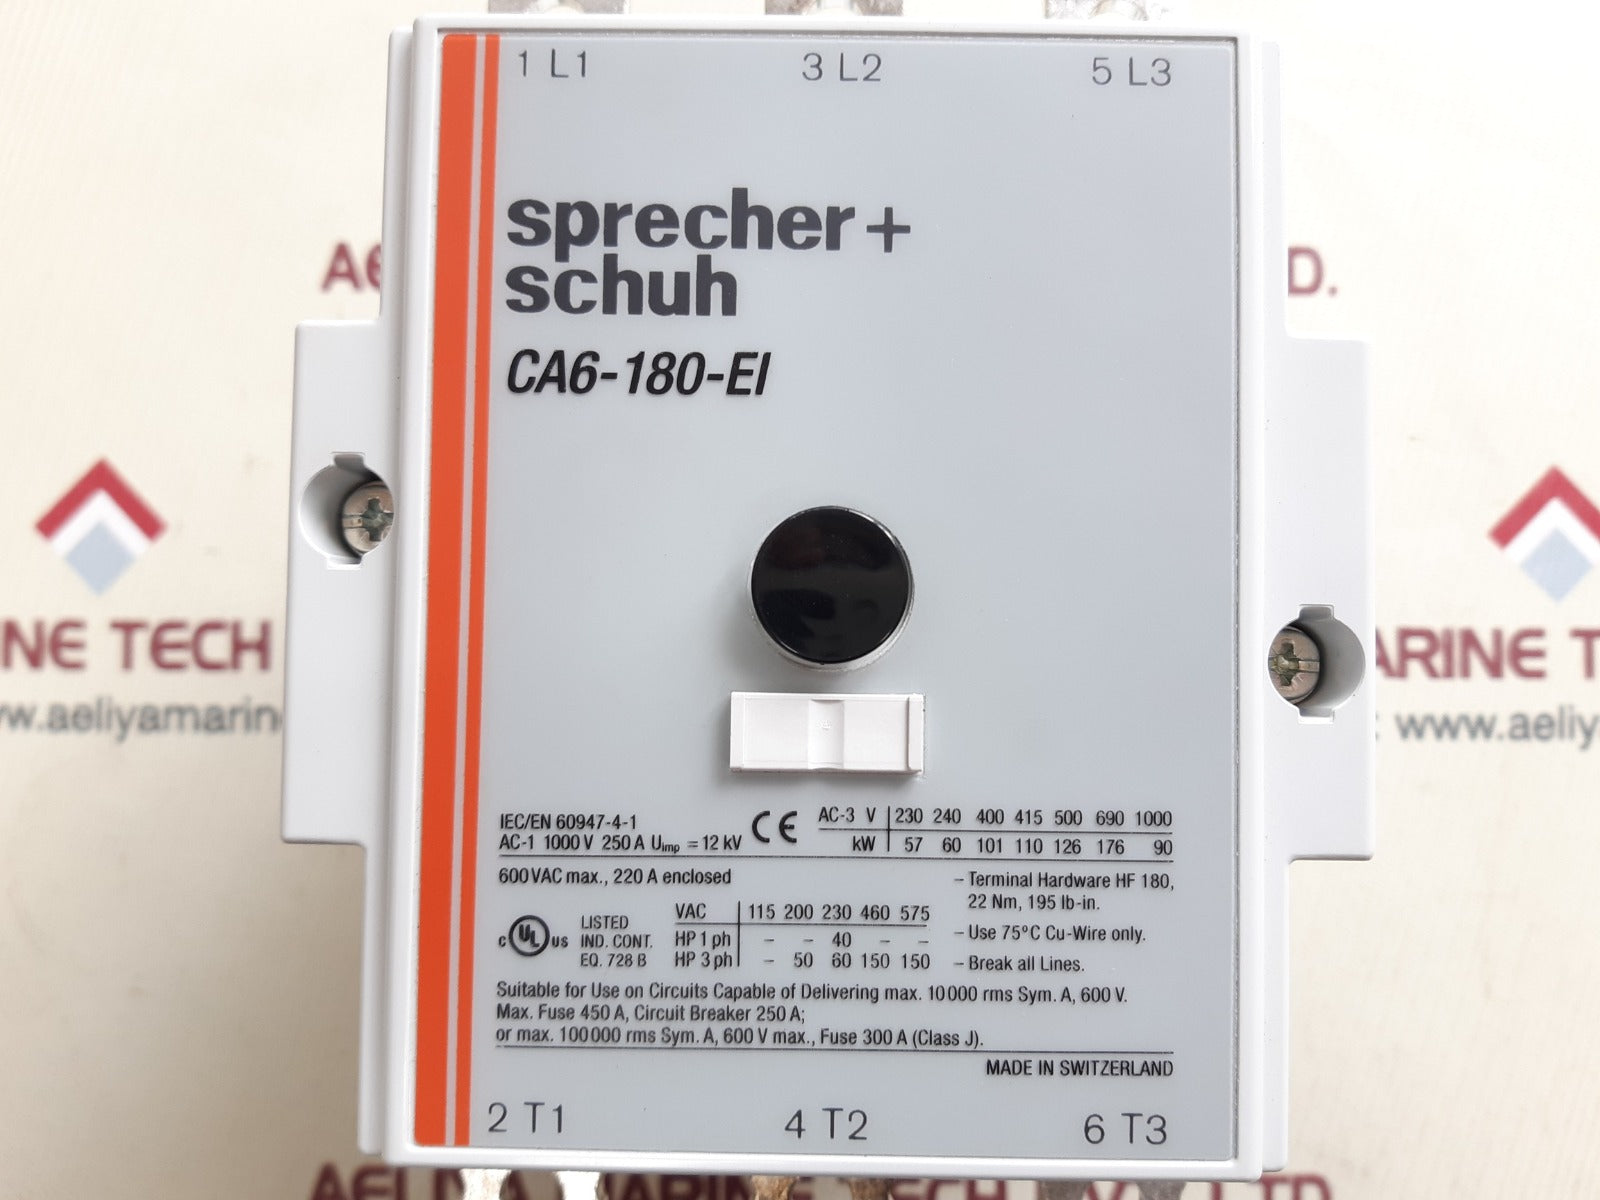 1 L1 3 L2 5 L3
sprecher+
schuh
CA6-180-EI
IEC/EN 60947-4-1
AC-1 1000 V 250 A Uimp = 12 kV
CE
AC-3 V 230 240 400 415 500 690 1000
kW 57 60 101 110 126 176 90
600 VAC max., 220 A enclosed
c UL us
LISTED
IND. CONT.
EQ. 728 B
VAC 115 200 230 460 575
HP 1 ph – – 40 – –
HP 3 ph – 50 60 150 150
– Terminal Hardware HF 180,
22 Nm, 195 lb-in.
– Use 75°C Cu-Wire only.
– Break all Lines.
Suitable for Use on Circuits Capable of Delivering max. 10 000 rms Sym. A, 600 V.
Max. Fuse 450 A, Circuit Breaker 250 A;
or max. 100 000 rms Sym. A, 600 V max., Fuse 300 A (Class J).
MADE IN SWITZERLAND
2 T1 4 T2 6 T3
TECH
www.aeliya